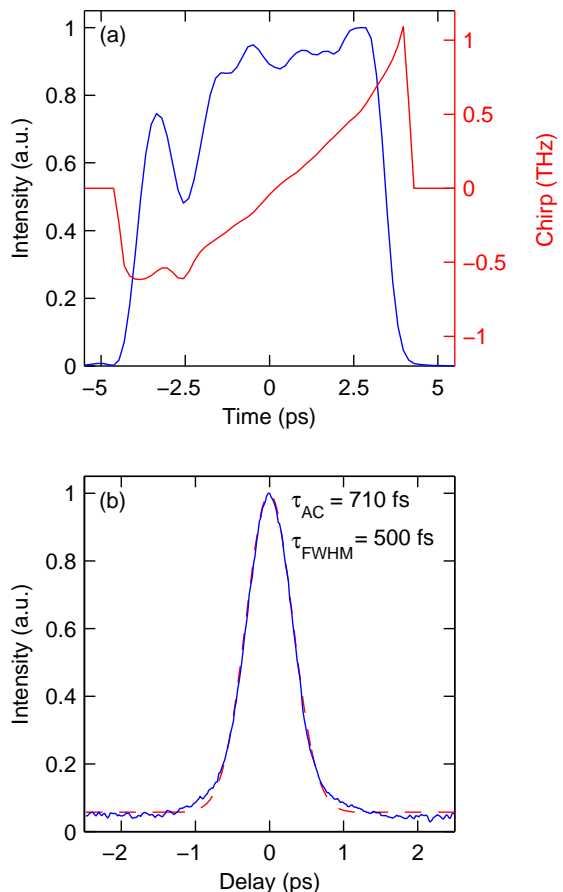 (a)
1
0.8
0.6
0.4
0.2
0
Intensity (a.u.)
1
0.5
0
−0.5
−1
Chirp (THz)
−5 −2.5 0 2.5 5
Time (ps)
(b)
τAC = 710 fs
τFWHM = 500 fs
1
0.8
0.6
0.4
0.2
0
Intensity (a.u.)
−2 −1 0 1 2
Delay (ps)